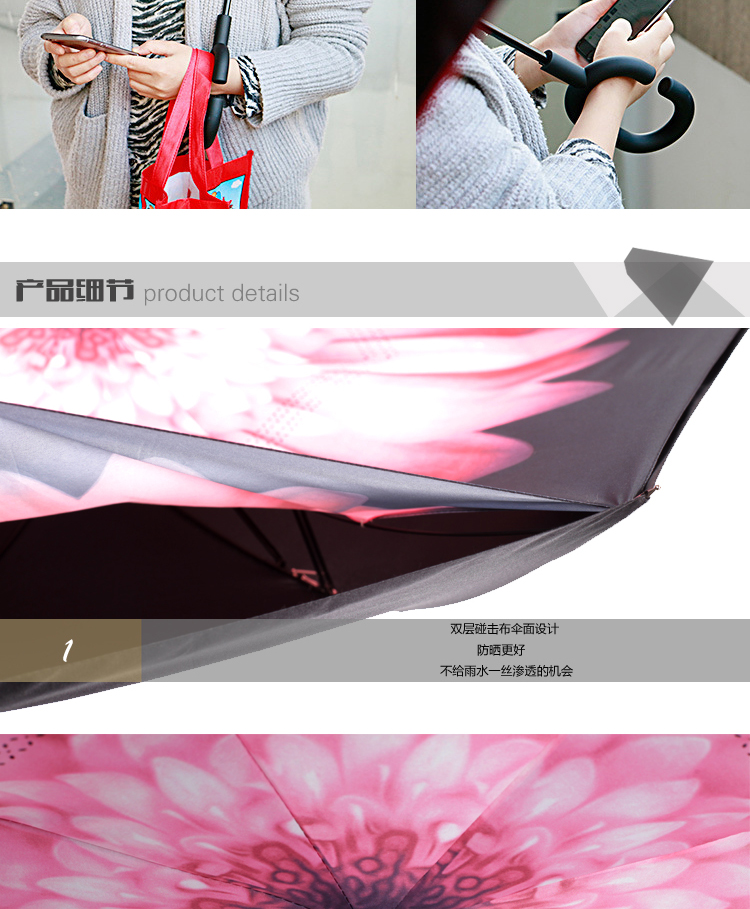 产品细节 product details
1
双层碰击布伞面设计
防晒更好
不给雨水一丝渗透的机会